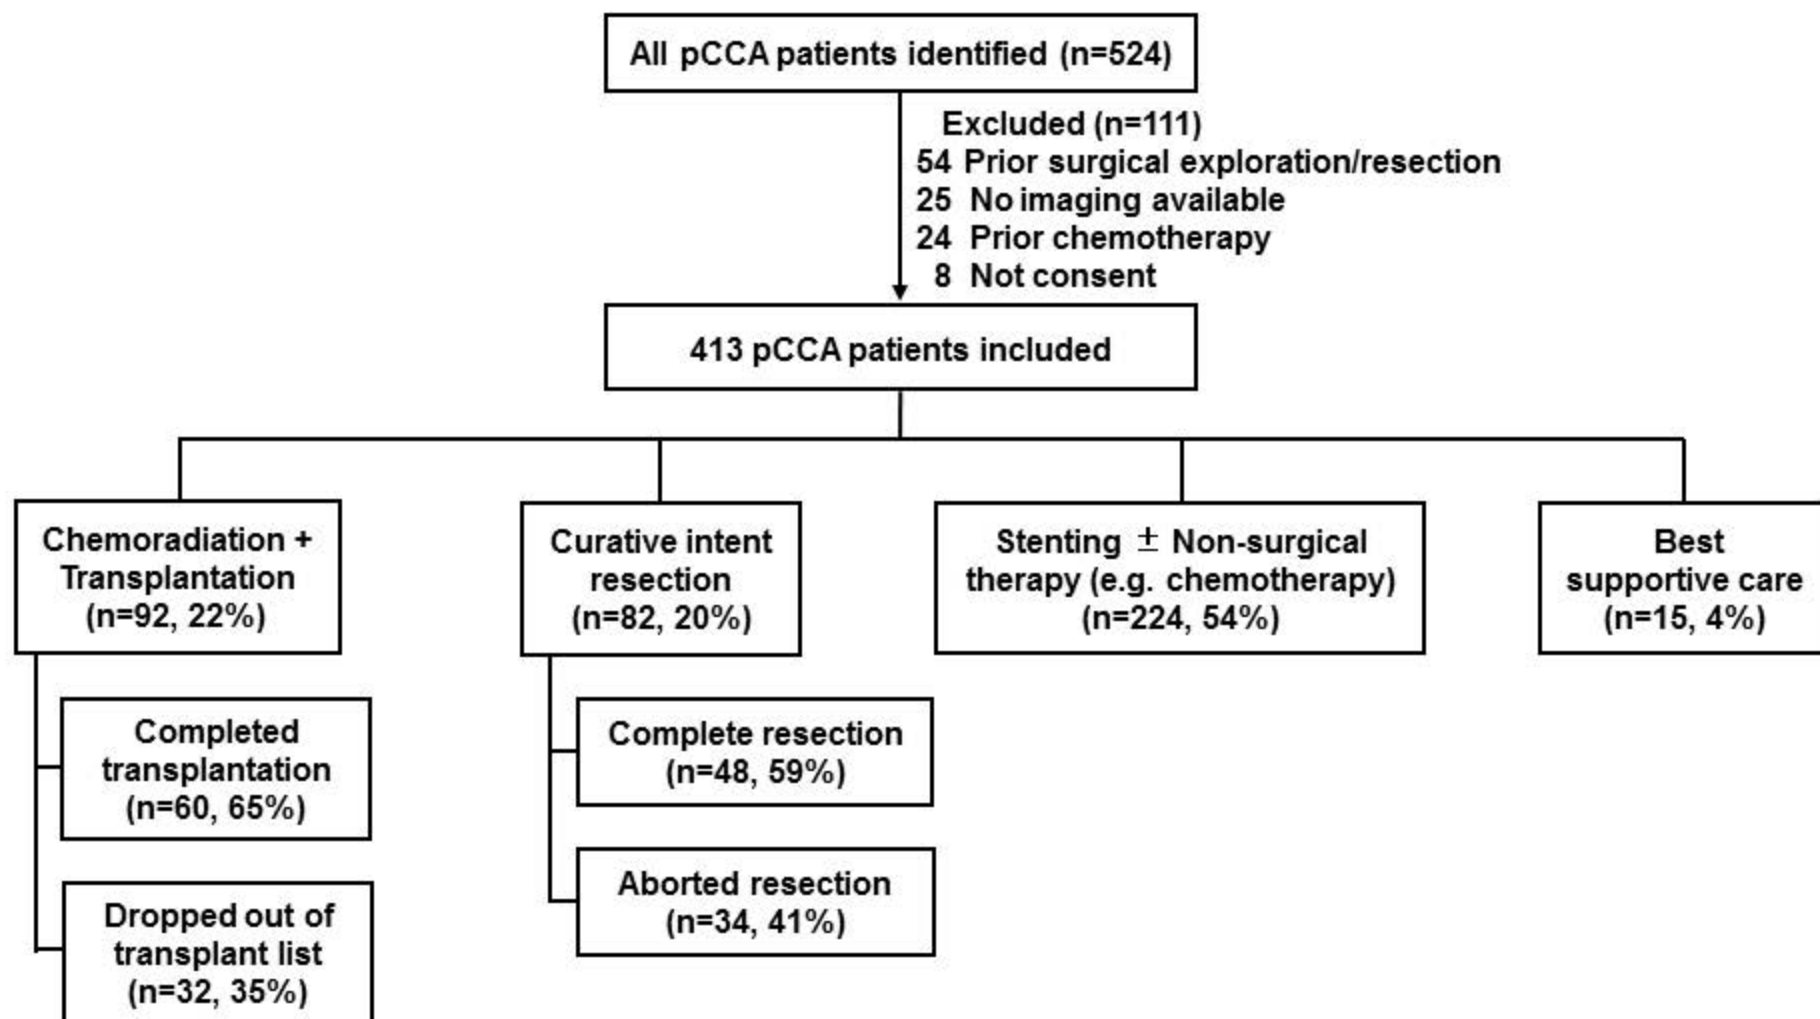 All pCCA patients identified (n=524)
Excluded (n=111)
54 Prior surgical exploration/resection
25 No imaging available
24 Prior chemotherapy
8 Not consent
413 pCCA patients included
Chemoradiation +
Transplantation
(n=92, 22%)
Completed
transplantation
(n=60, 65%)
Dropped out of
transplant list
(n=32, 35%)
Curative intent
resection
(n=82, 20%)
Complete resection
(n=48, 59%)
Aborted resection
(n=34, 41%)
Stenting ± Non-surgical
therapy (e.g. chemotherapy)
(n=224, 54%)
Best
supportive care
(n=15, 4%)